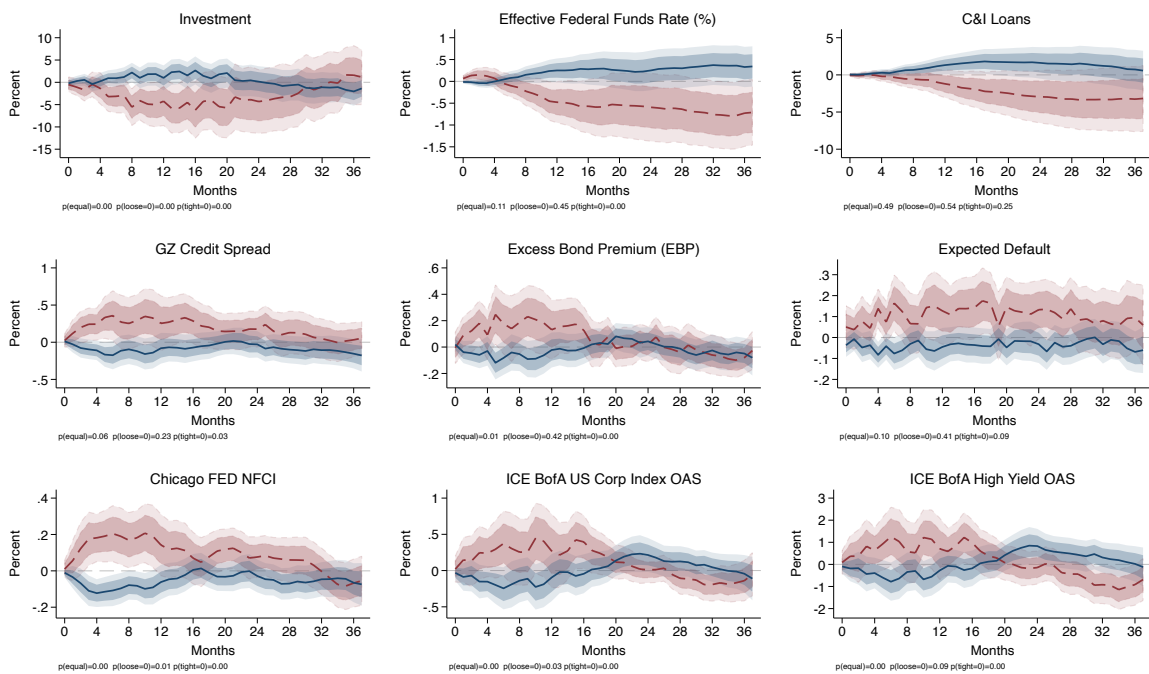 Investment
Percent
10
5
0
-5
-10
-15
0 4 8 12 16 20 24 28 32 36
Months
p(equal)=0.00 p(loose=0)=0.00 p(tight=0)=0.00
Effective Federal Funds Rate (%)
Percent
1
.5
0
-.5
-1
-1.5
0 4 8 12 16 20 24 28 32 36
Months
p(equal)=0.11 p(loose=0)=0.45 p(tight=0)=0.00
C&I Loans
Percent
5
0
-5
-10
0 4 8 12 16 20 24 28 32 36
Months
p(equal)=0.49 p(loose=0)=0.54 p(tight=0)=0.25
GZ Credit Spread
Percent
1
.5
0
-.5
0 4 8 12 16 20 24 28 32 36
Months
p(equal)=0.06 p(loose=0)=0.23 p(tight=0)=0.03
Excess Bond Premium (EBP)
Percent
.6
.4
.2
0
-.2
0 4 8 12 16 20 24 28 32 36
Months
p(equal)=0.01 p(loose=0)=0.42 p(tight=0)=0.00
Expected Default
Percent
.3
.2
.1
0
-.1
-.2
0 4 8 12 16 20 24 28 32 36
Months
p(equal)=0.10 p(loose=0)=0.41 p(tight=0)=0.09
Chicago FED NFCI
Percent
.4
.2
0
-.2
0 4 8 12 16 20 24 28 32 36
Months
p(equal)=0.00 p(loose=0)=0.01 p(tight=0)=0.00
ICE BofA US Corp Index OAS
Percent
1
.5
0
-.5
0 4 8 12 16 20 24 28 32 36
Months
p(equal)=0.00 p(loose=0)=0.03 p(tight=0)=0.00
ICE BofA High Yield OAS
Percent
3
2
1
0
-1
-2
0 4 8 12 16 20 24 28 32 36
Months
p(equal)=0.00 p(loose=0)=0.09 p(tight=0)=0.00